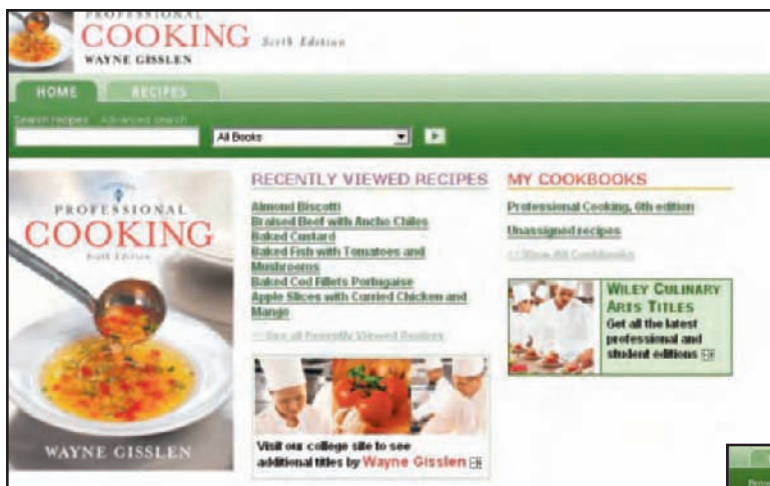 PROFESSIONAL
COOKING Sixth Edition
WAYNE GISSLEN
HOME RECIPES
Search recipes Advanced search
All Books
PROFESSIONAL
COOKING
Sixth Edition
WAYNE GISSLEN
RECENTLY VIEWED RECIPES
Almond Biscotti
Braised Beef with Ancho Chiles
Baked Custard
Baked Fish with Tomatoes and
Mushrooms
Baked Cod Fillets Portugaise
Apple Slices with Curried Chicken and
Mango
See all Recently Viewed Recipes
Visit our college site to see
additional titles by Wayne Gisslen
MY COOKBOOKS
Professional Cooking, 6th edition
Unassigned recipes
View All Cookbooks
WILEY CULINARY
ARTS TITLES
Get all the latest
professional and
student editions